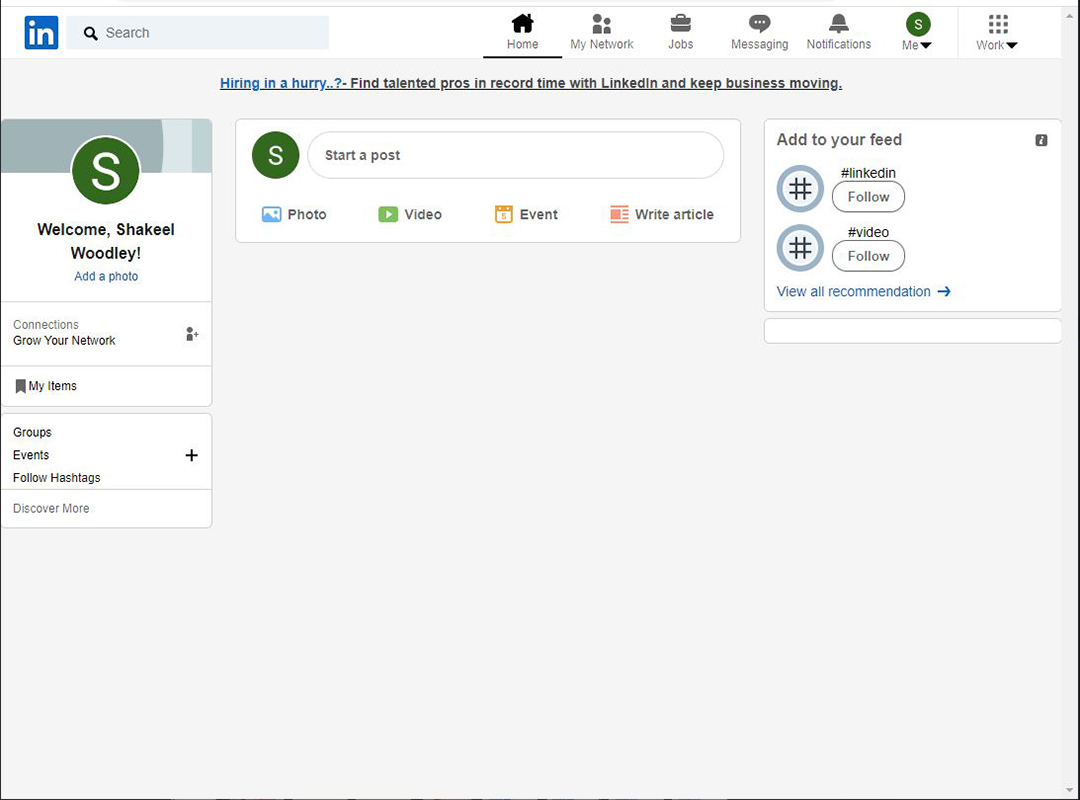 in
Search
Home
My Network
Jobs
Messaging
Notifications
S
Me
Work
Hiring in a hurry..?- Find talented pros in record time with LinkedIn and keep business moving.
S
Welcome, Shakeel
Woodley!
Add a photo
Connections
Grow Your Network
My Items
Groups
Events
Follow Hashtags
Discover More
S
Start a post
Photo
Video
Event
Write article
Add to your feed
#
#linkedin
Follow
#
#video
Follow
View all recommendation